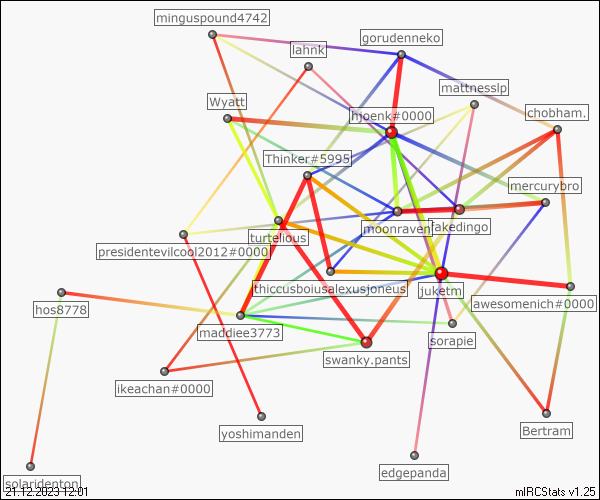 minguspound4742
gorudenneko
lahnk
mattnesslp
Wyatt
hjoenk#0000
chobham.
Thinker#5995
mercurybro
moonraven
fakedingo
turtelious
presidentevilcool2012#0000
thiccusboiusalexusjoneus
juketm
awesomenich#0000
hos8778
maddiee3773
sorapie
swanky.pants
ikeachan#0000
yoshimanden
Bertram
edgepanda
solaridenton
21.12.2023 12:01
mIRCStats v1.25